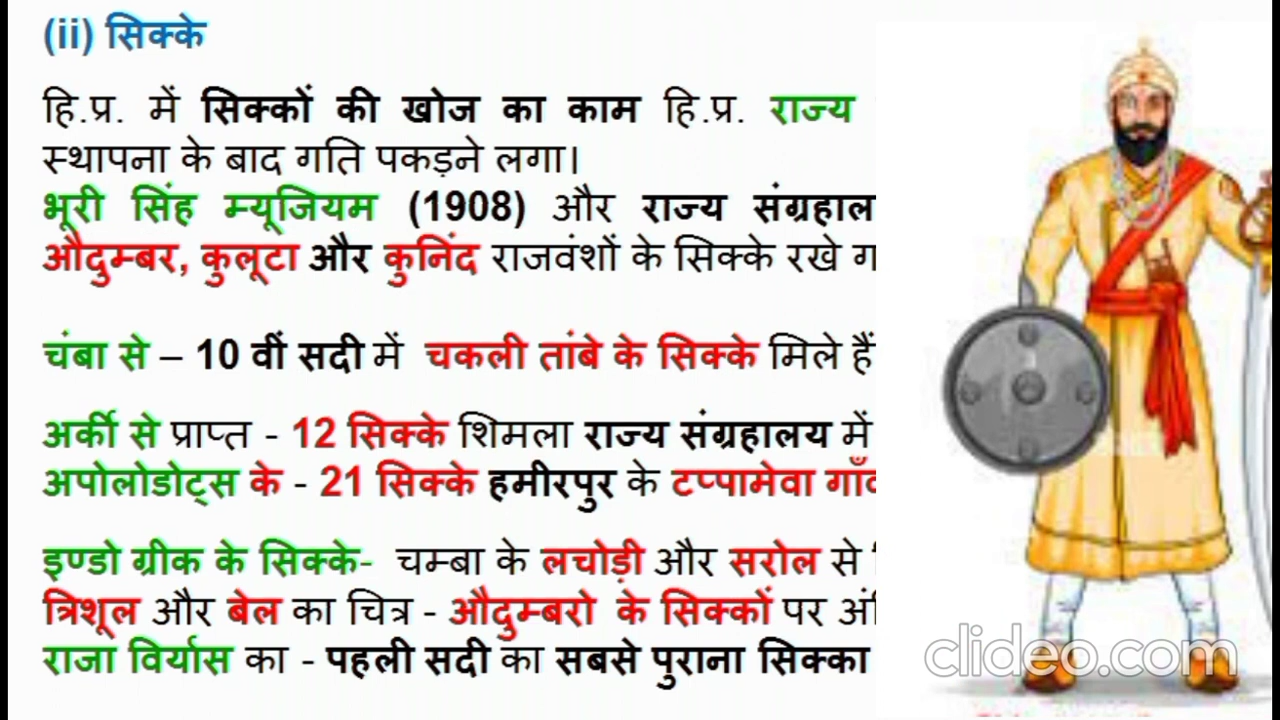 (ii) सिक्के
हि.प्र. में सिक्कों की खोज का काम हि.प्र. राज्य
स्थापना के बाद गति पकड़ने लगा।
भूरी सिंह म्यूजियम (1908) और राज्य
औदुम्बर, कुलूटा और कुनिंद राजवंशों के सिक्के रखे
चंबा से – 10 वीं सदी में चकली तांबे के सिक्के मिले हैं
अर्की से प्राप्त - 12 सिक्के शिमला राज्य संग्रहालय में
अपोलोडोट्स के - 21 सिक्के हमीरपुर के टप्पामेवा
इण्डो ग्रीक के सिक्के- चम्बा के लचोड़ी और सरोल से
त्रिशूल और बेल का चित्र - औदुम्बरो के सिक्कों पर
राजा विर्यास का - पहली सदी का सबसे पुराना सिक्का
clideo.com